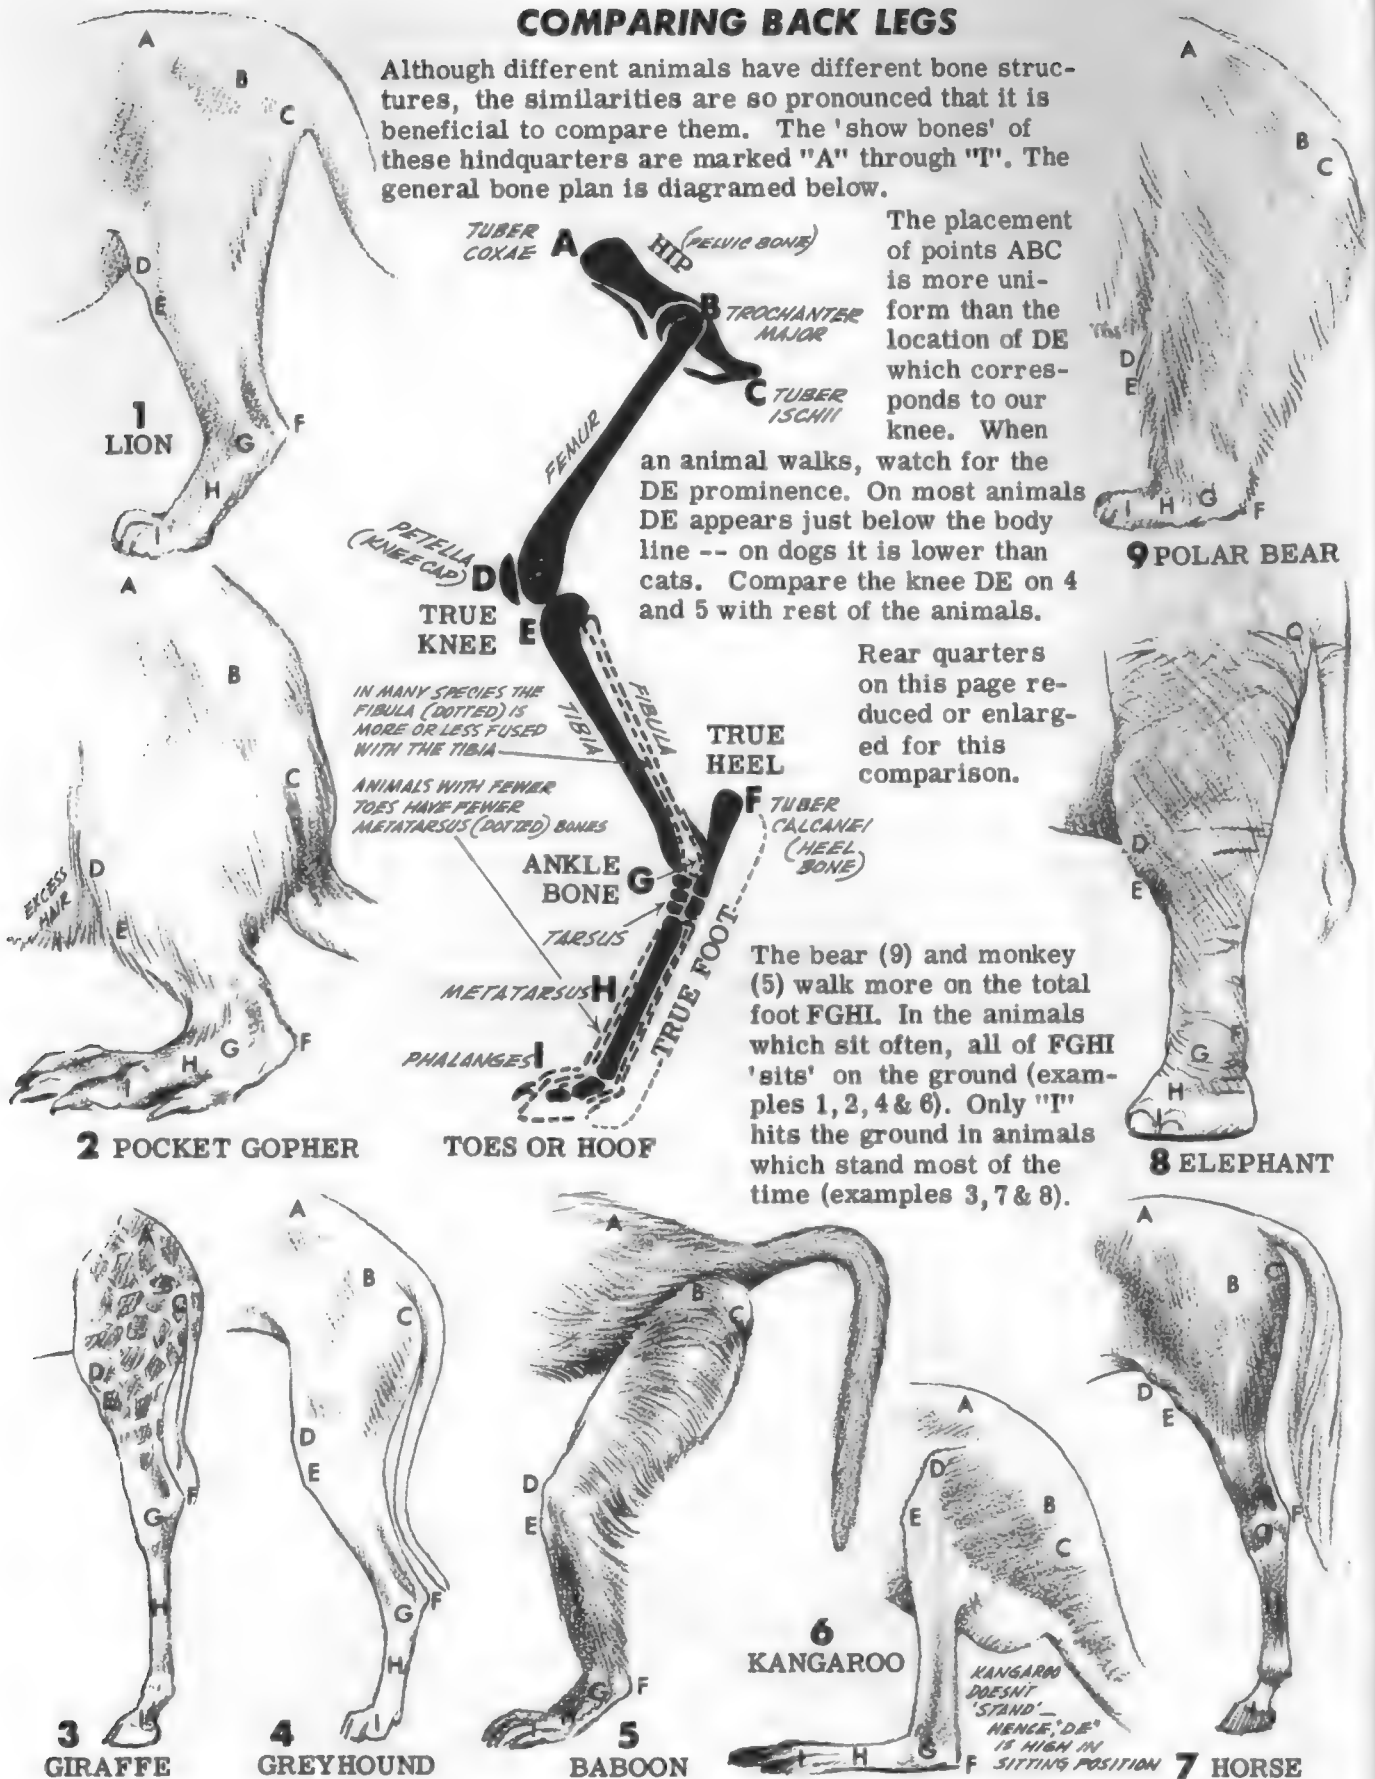 COMPARING BACK LEGS
Although different animals have different bone struc-
tures, the similarities are so pronounced that it is
beneficial to compare them. The 'show bones' of
these hindquarters are marked "A" through "I". The
general bone plan is diagramed below.
The placement
of points ABC
is more uni-
form than the
location of DE
which corres-
ponds to our
knee. When
an animal walks, watch for the
DE prominence. On most animals
DE appears just below the body
line -- on dogs it is lower than
cats. Compare the knee DE on 4
and 5 with rest of the animals.
Rear quarters
on this page re-
duced or enlarg-
ed for this
comparison.
A
B
C
D
E
F
G
H
I
1
LION
TUBER
COXAE A
HIP (PELVIC BONE)
B TROCHANTER
MAJOR
C TUBER
ISCHII
FEMUR
PETELLA
(KNEE CAP) D
TRUE
KNEE
E
IN MANY SPECIES THE
FIBULA (DOTTED) IS
MORE OR LESS FUSED
WITH THE TIBIA
TIBIA
FIBULA
ANIMALS WITH FEWER
TOES HAVE FEWER
METATARSUS (DOTTED) BONES
TRUE
HEEL
F TUBER
CALCANEI
(HEEL
BONE)
ANKLE
BONE G
TARSUS
TRUE FOOT
METATARSUS H
PHALANGES I
TOES OR HOOF
A
B
C
D
E
F
G
H
I
9 POLAR BEAR
A
B
C
D
EXCESS
HAIR
E
F
G
H
I
2 POCKET GOPHER
The bear (9) and monkey
(5) walk more on the total
foot FGHI. In the animals
which sit often, all of FGHI
'sits' on the ground (exam-
ples 1, 2, 4 & 6). Only "I"
hits the ground in animals
which stand most of the
time (examples 3, 7 & 8).
C
D
E
F
G
H
I
8 ELEPHANT
A
B
C
D
E
F
G
H
I
3
GIRAFFE
A
B
C
D
E
F
G
H
I
4
GREYHOUND
A
B
C
D
E
F
G
H
I
5
BABOON
A
D
B
E
C
6
KANGAROO
KANGAROO
DOESNT
'STAND' _
HENCE, 'DE'
IS HIGH IN
SITTING POSITION
I
H
G
F
A
B
C
D
E
F
G
H
I
7 HORSE